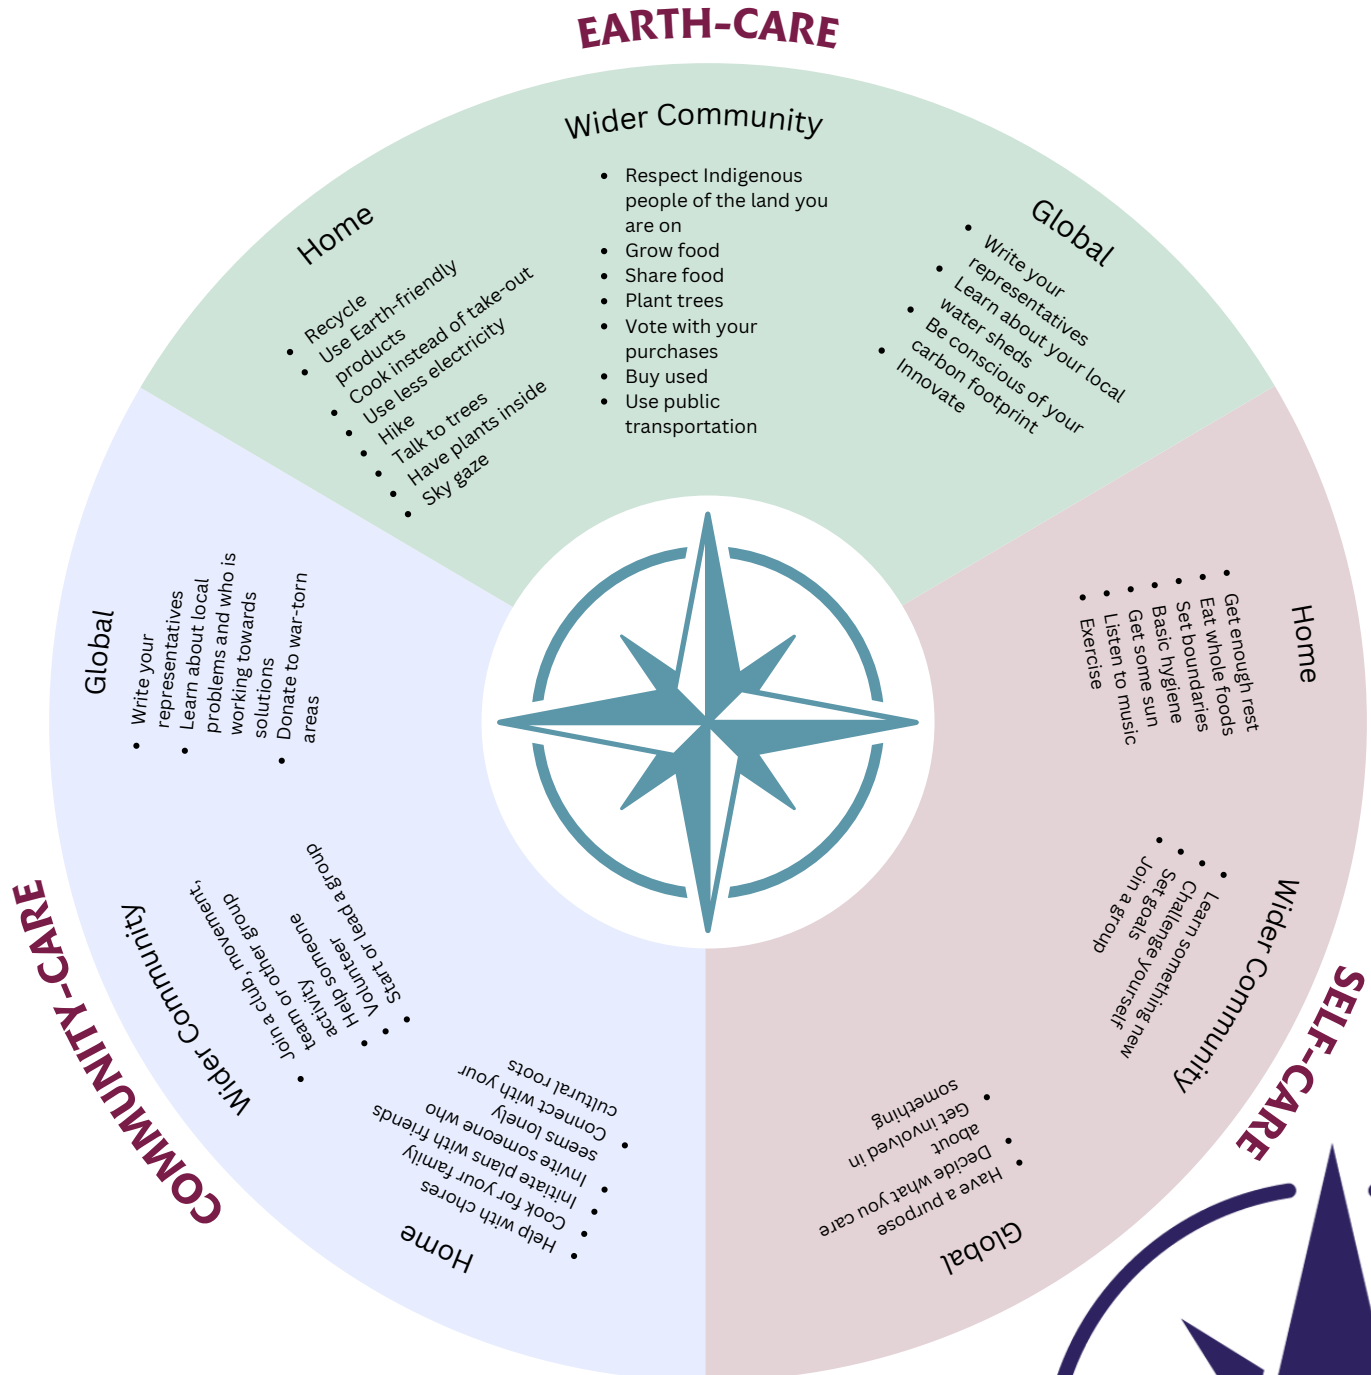 EARTH-CARE
Home
• Recycle
• Use Earth-friendly
products
• Cook instead of take-out
• Use less electricity
• Hike
• Talk to trees
• Have plants inside
• Sky gaze
Wider Community
• Respect Indigenous
people of the land you
are on
• Grow food
• Share food
• Plant trees
• Vote with your
purchases
• Buy used
• Use public
transportation
Global
• Write your
representatives
• Learn about your local
water sheds
• Be conscious of your
carbon footprint
• Innovate
SELF-CARE
Home
• Get enough rest
• Eat whole foods
• Set boundaries
• Basic hygiene
• Get some sun
• Listen to music
• Exercise
Wider Community
• Learn something new
• Challenge yourself
• Set goals
• Join a group
Global
• Have a purpose
• Decide what you care
about
• Get involved in
something
COMMUNITY-CARE
Home
• Help with chores
• Cook for your family
• Initiate plans with friends
• Invite someone who
seems lonely
• Connect with your
cultural roots
Wider Community
• Join a club, movement,
team or other group
activity
• Help someone
• Volunteer
• Start or lead a group
Global
• Write your
representatives
• Learn about local
problems and who is
working towards
solutions
• Donate to war-torn
areas